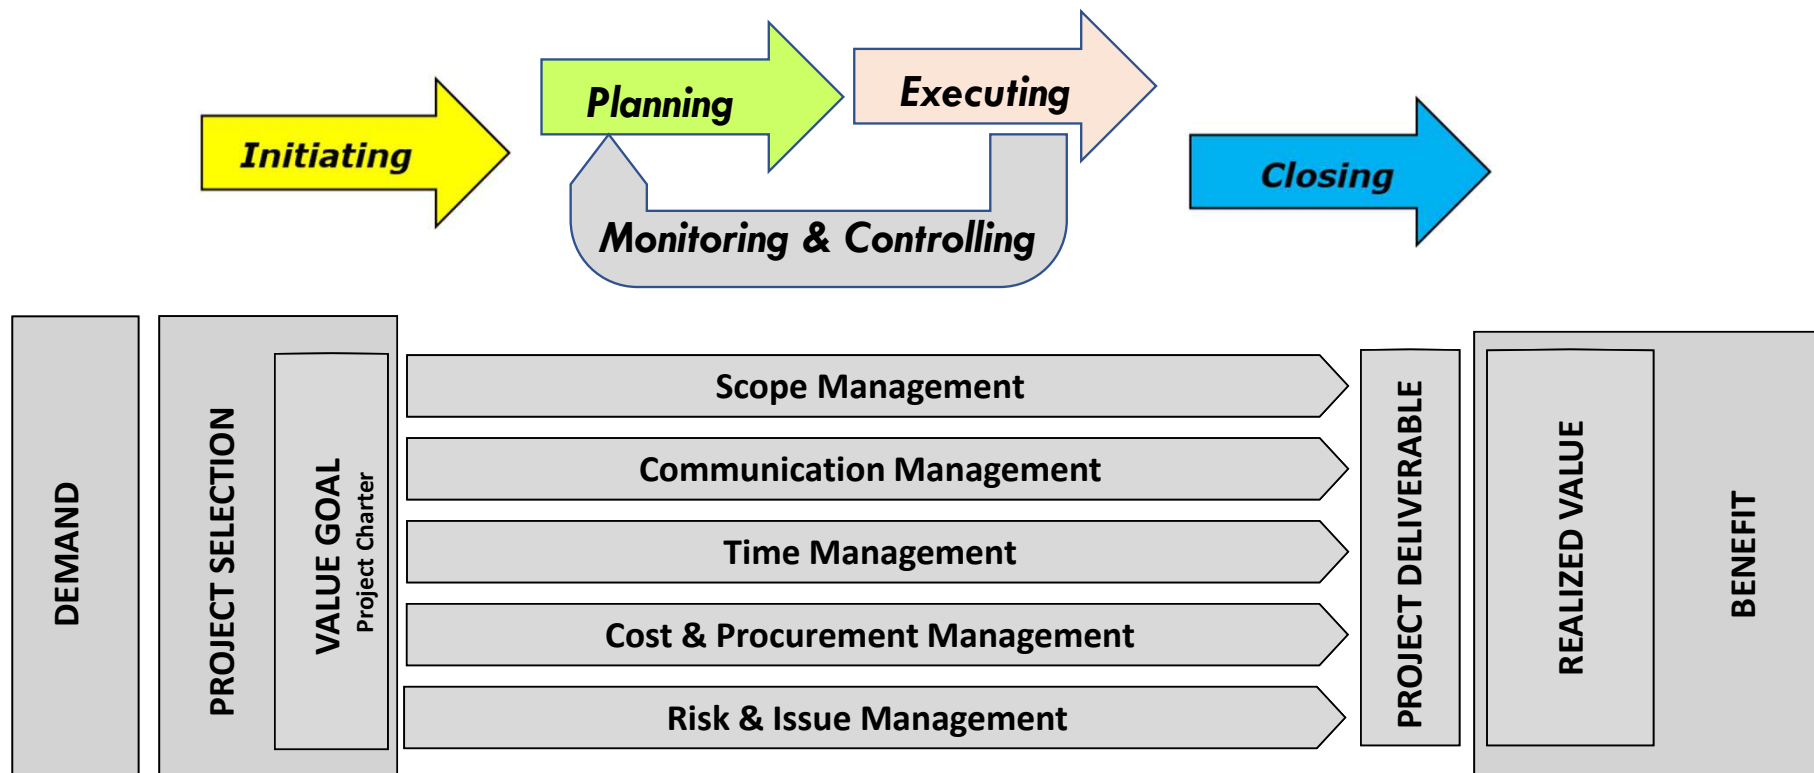 Initiating
Planning
Executing
Closing
Monitoring & Controlling
DEMAND
PROJECT SELECTION
VALUE GOAL
Project Charter
Scope Management
Communication Management
Time Management
Cost & Procurement Management
Risk & Issue Management
PROJECT DELIVERABLE
REALIZED VALUE
BENEFIT